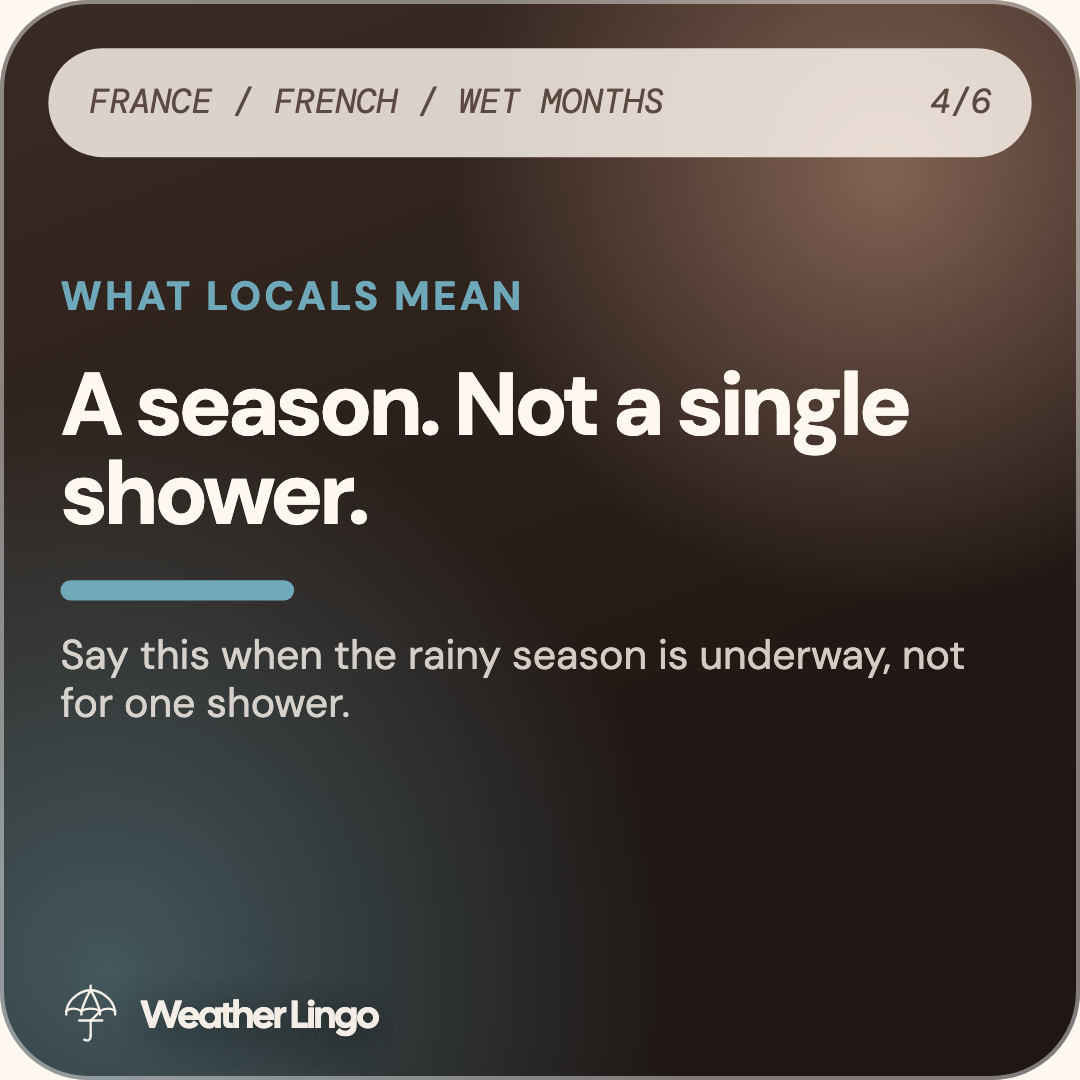 FRANCE / FRENCH / WET MONTHS 4/6
WHAT LOCALS MEAN
A season. Not a single
shower.
Say this when the rainy season is underway, not
for one shower.
Weather Lingo